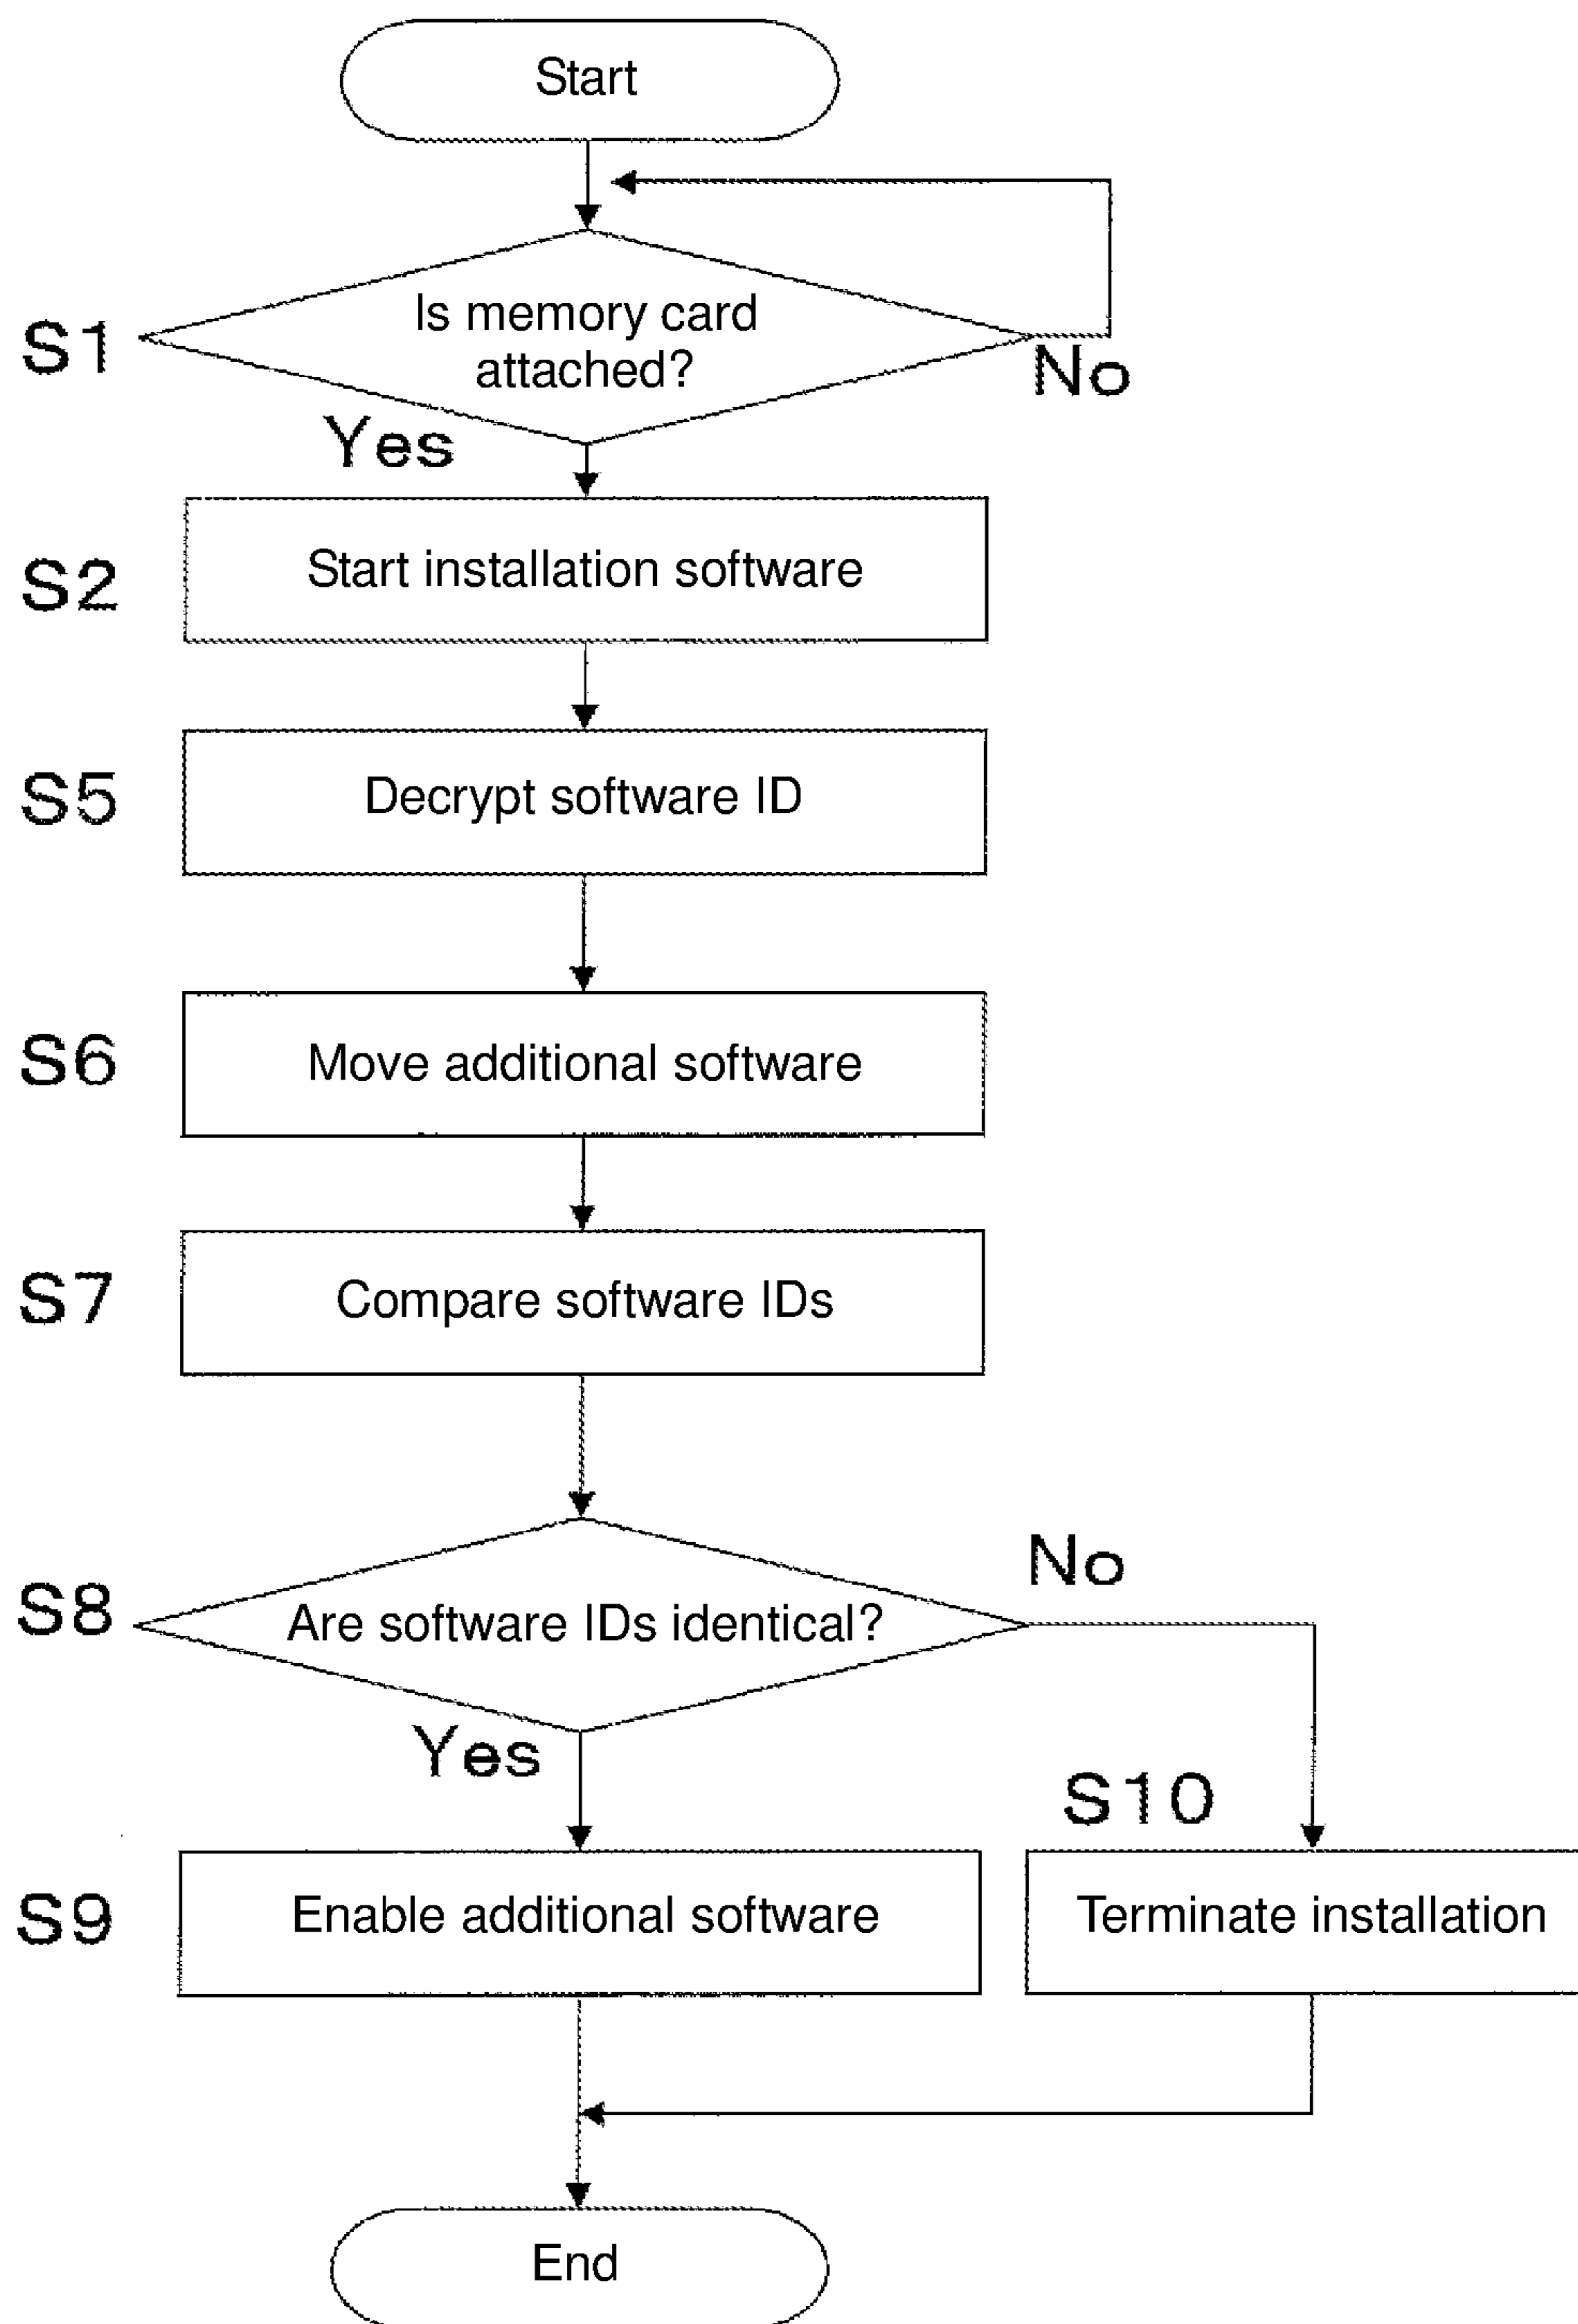 Start
Is memory card
attached?
S1
No
Yes
S2
Start installation software
S5
Decrypt software ID
S6
Move additional software
S7
Compare software IDs
No
S8
Are software IDs identical?
Yes
S10
S9
Enable additional software
Terminate installation
End